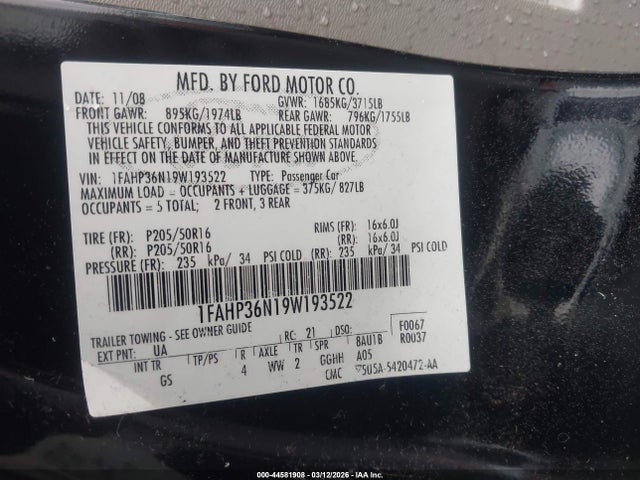 MFD. BY FORD MOTOR CO.
DATE: 11/08 GVWR: 1685KG/3715LB
FRONT GAWR: 895KG/1974LB REAR GAWR: 796KG/1755LB
THIS VEHICLE CONFORMS TO ALL APPLICABLE FEDERAL MOTOR
VEHICLE SAFETY, BUMPER, AND THEFT PREVENTION STANDARDS
IN EFFECT ON THE DATE OF MANUFACTURE SHOWN ABOVE.
VIN: 1FAHP36N19W193522 TYPE: Passenger Car
MAXIMUM LOAD = OCCUPANTS + LUGGAGE = 375KG/ 827LB
OCCUPANTS = 5 TOTAL; 2 FRONT, 3 REAR
TIRE (FR): P205/50R16 RIMS (FR): 16x6.0J
(RR): P205/50R16 (RR): 16x6.0J
PRESSURE (FR): 235 kPa/ 34 PSI COLD (RR): 235 kPa/ 34 PSI COLD
1FAHP36N19W193522
TRAILER TOWING - SEE OWNER GUIDE
EXT PNT: UA RC: 21 DSO: F0067
INT TR TP/PS R AXLE TR SPR BAU1B R0037
GS 4 WW 2 GGHH A05
CMC 5U5A-5420472-AA
000-44581908 - 03/12/2026 - IAAI.COM